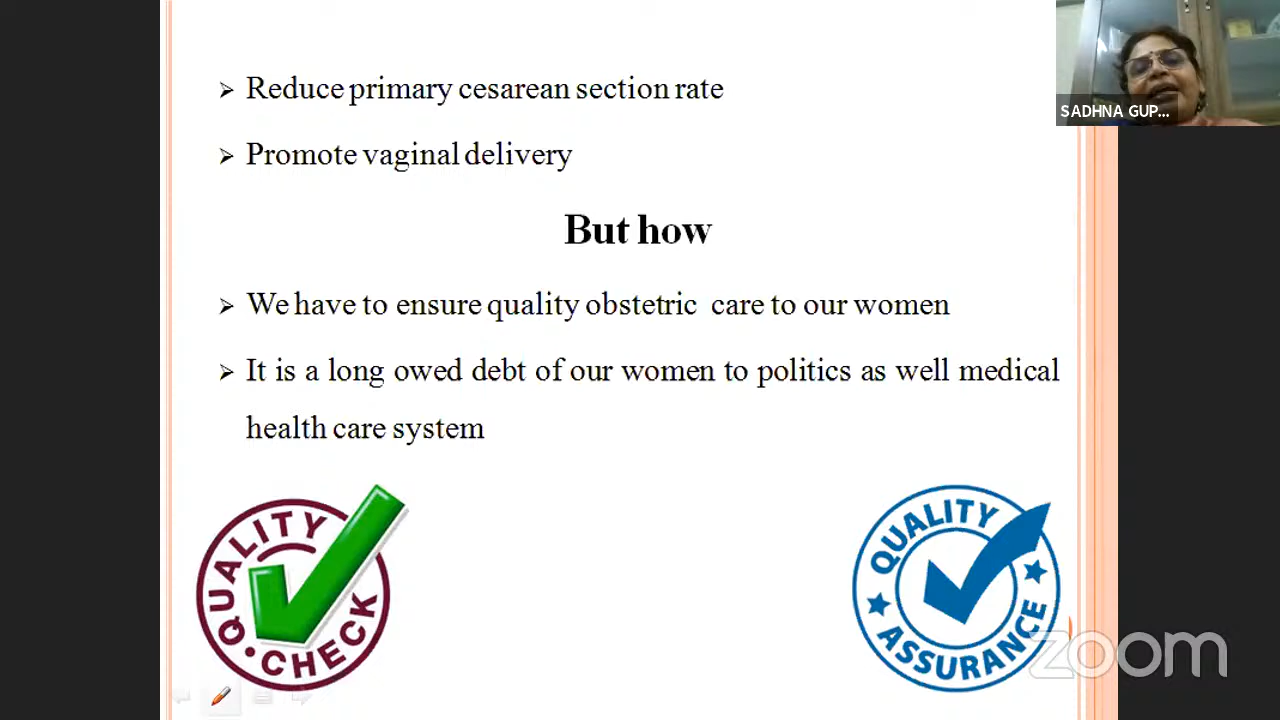 Reduce primary cesarean section rate
SADHNA GUP...
Promote vaginal delivery
But how
We have to ensure quality obstetric care to our women
It is a long owed debt of our women to politics as well medical
health care system
QUALITY
CHECK
QUALITY
ASSURANCE
zoom